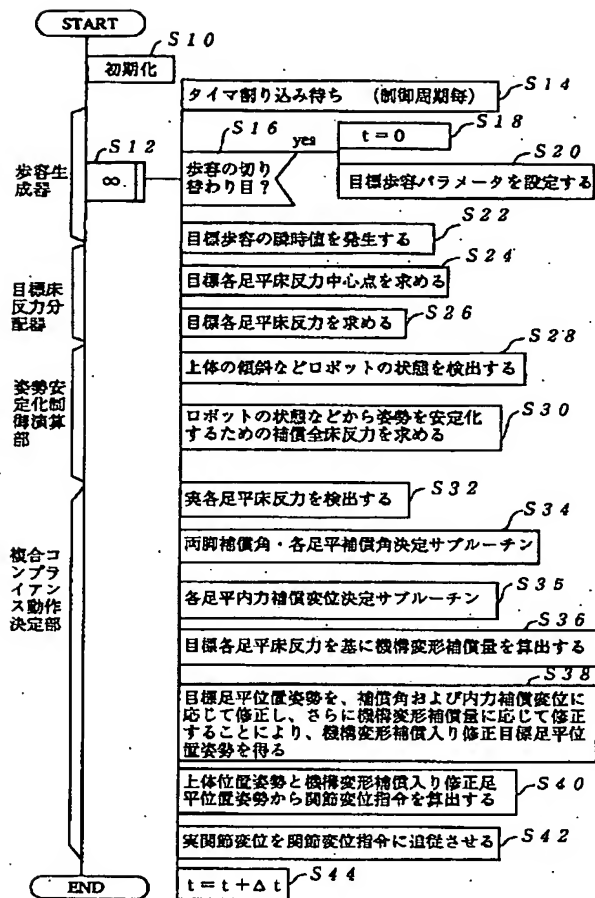 START
S10
初期化
タイマ割り込み待ち (制御周期毎)
S14
S12
∞
S16
歩容の切り
替わり目?
yes
t=0
S18
S20
目標歩容パラメータを設定する
歩容生
成器
S22
目標歩容の瞬時値を発生する
S24
目標各足平床反力中心点を求める
目標床
反力分
配器
S26
目標各足平床反力を求める
S28
上体の傾斜などロボットの状態を検出する
姿勢安
定化制
御演算
部
ロボットの状態などから姿勢を安定化
するための補償全床反力を求める
S30
S32
実各足平床反力を検出する
S34
両脚補償角・各足平補償角決定サブルーチン
複合コ
ンプラ
イアン
ス動作
決定部
S35
各足平内力補償変位決定サブルーチン
S36
目標各足平床反力を基に機構変形補償量を算出する
S38
目標足平位置姿勢を、補償角および内力補償変位に
応じて修正し、さらに機構変形補償量に応じて修正
することにより、機構変形補償入り修正目標足平位
置姿勢を得る
上体位置姿勢と機構変形補償入り修正足
平位置姿勢から関節変位指令を算出する
S40
実関節変位を関節変位指令に追従させる
S42
END
t=t+Δt
S44